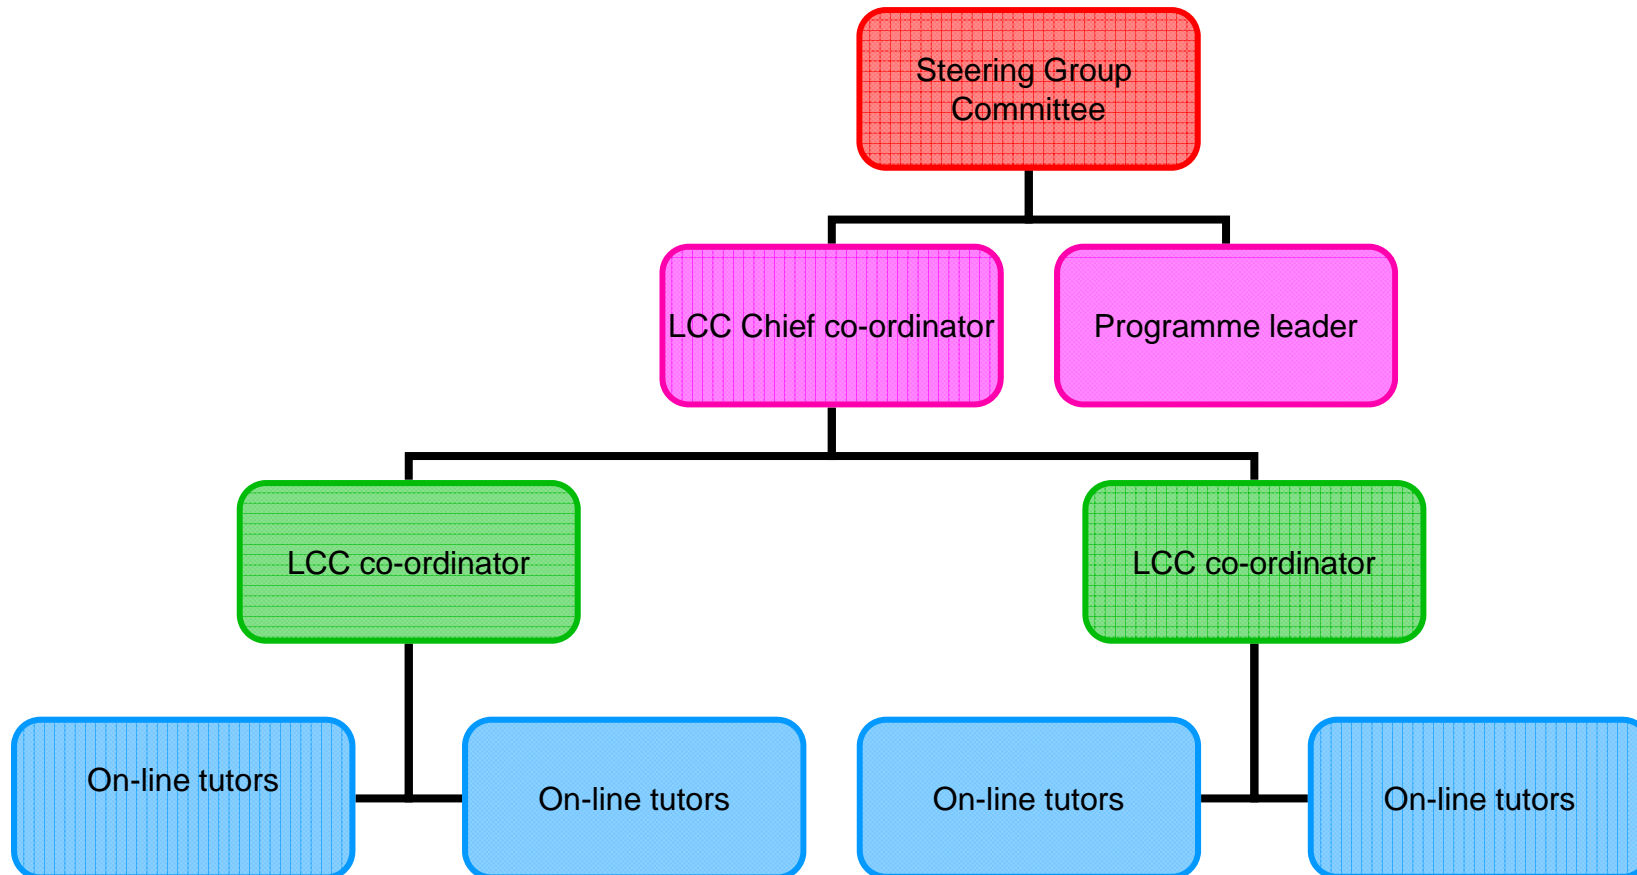 Steering Group
Committee
LCC Chief co-ordinator
Programme leader
LCC co-ordinator
LCC co-ordinator
On-line tutors
On-line tutors
On-line tutors
On-line tutors